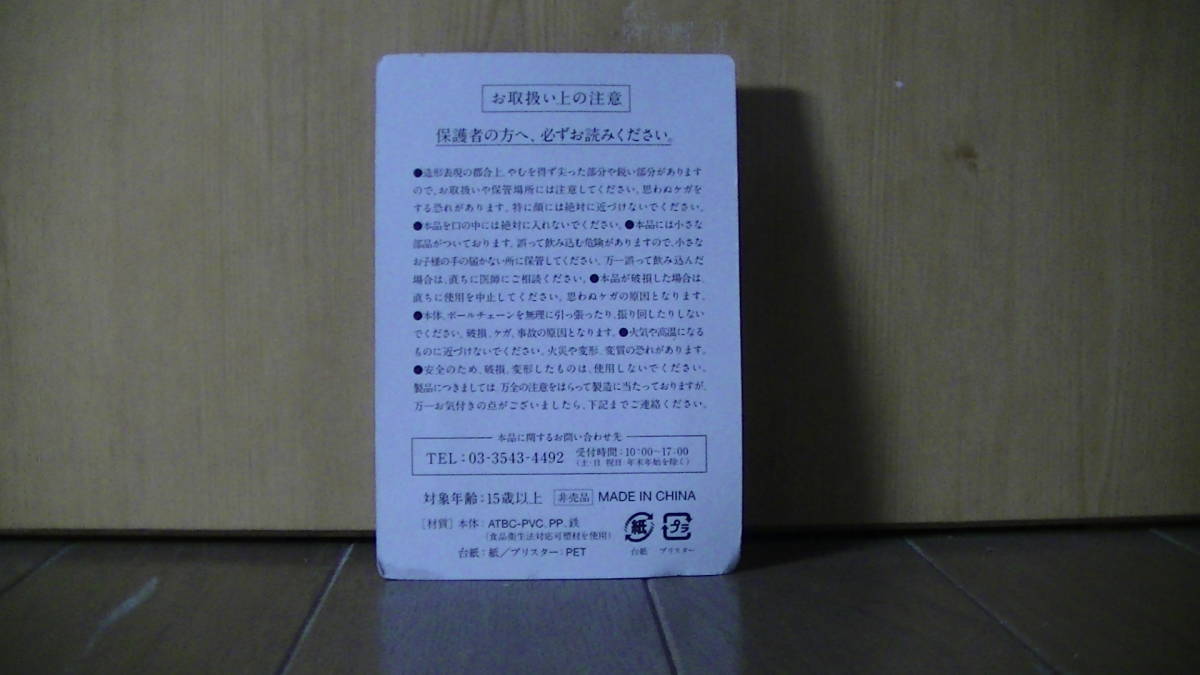 お取扱い上の注意
保護者の方へ、必ずお読みください。
●造形表現の都合上、やむを得ず尖った部分や鋭い部分があります
ので、お取扱いや保管場所には注意してください。思わぬケガを
する恐れがあります。特に顔には絶対に近づけないでください。
●本品を口の中には絶対に入れないでください。●本品には小さな
部品がついております。誤って飲み込む危険がありますので、小さな
お子様の手の届かない所に保管してください。万一誤って飲み込んだ
場合は、直ちに医師にご相談ください。●本品が破損した場合は、
直ちに使用を中止してください。思わぬケガの原因となります。
●本体、ボールチェーンを無理に引っ張ったり、振り回したりしない
でください。破損、ケガ、事故の原因となります。●火気や高温になる
ものに近づけないでください。火災や変形、変質の恐れがあります。
●安全のため、破損、変形したものは、使用しないでください。
製品につきましては、万全の注意をはらって製造に当たっておりますが、
万一お気付きの点がございましたら、下記までご連絡ください。
本品に関するお問い合わせ先
TEL：03-3543-4492 受付時間：10:00〜17:00
（土・日 祝日・年末年始を除く）
対象年齢：15歳以上 非売品 MADE IN CHINA
［材質］本体：ATBC-PVC、PP、鉄
（食品衛生法対応可塑材を使用）
台紙：紙／ブリスター：PET
紙 プラ
台紙 ブリスター